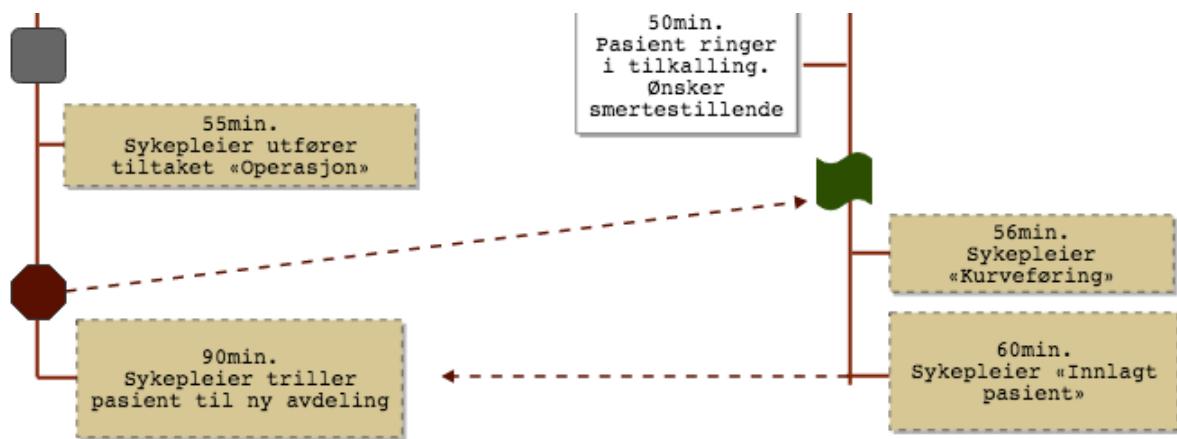 50min.
Pasient ringer
i tilkalling.
Ønsker
smertestillende
55min.
Sykepleier utfører
tiltaket «Operasjon»
56min.
Sykepleier
«Kurveføring»
90min.
Sykepleier triller
pasient til ny avdeling
60min.
Sykepleier «Innlagt
pasient»